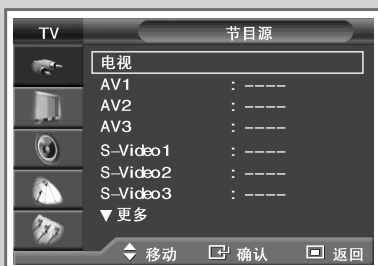 TV 节目源
电视
AV1 : ----
AV2 : ----
AV3 : ----
S-Video1 : ----
S-Video2 : ----
S-Video3 : ----
▼更多
移动 确认 返回